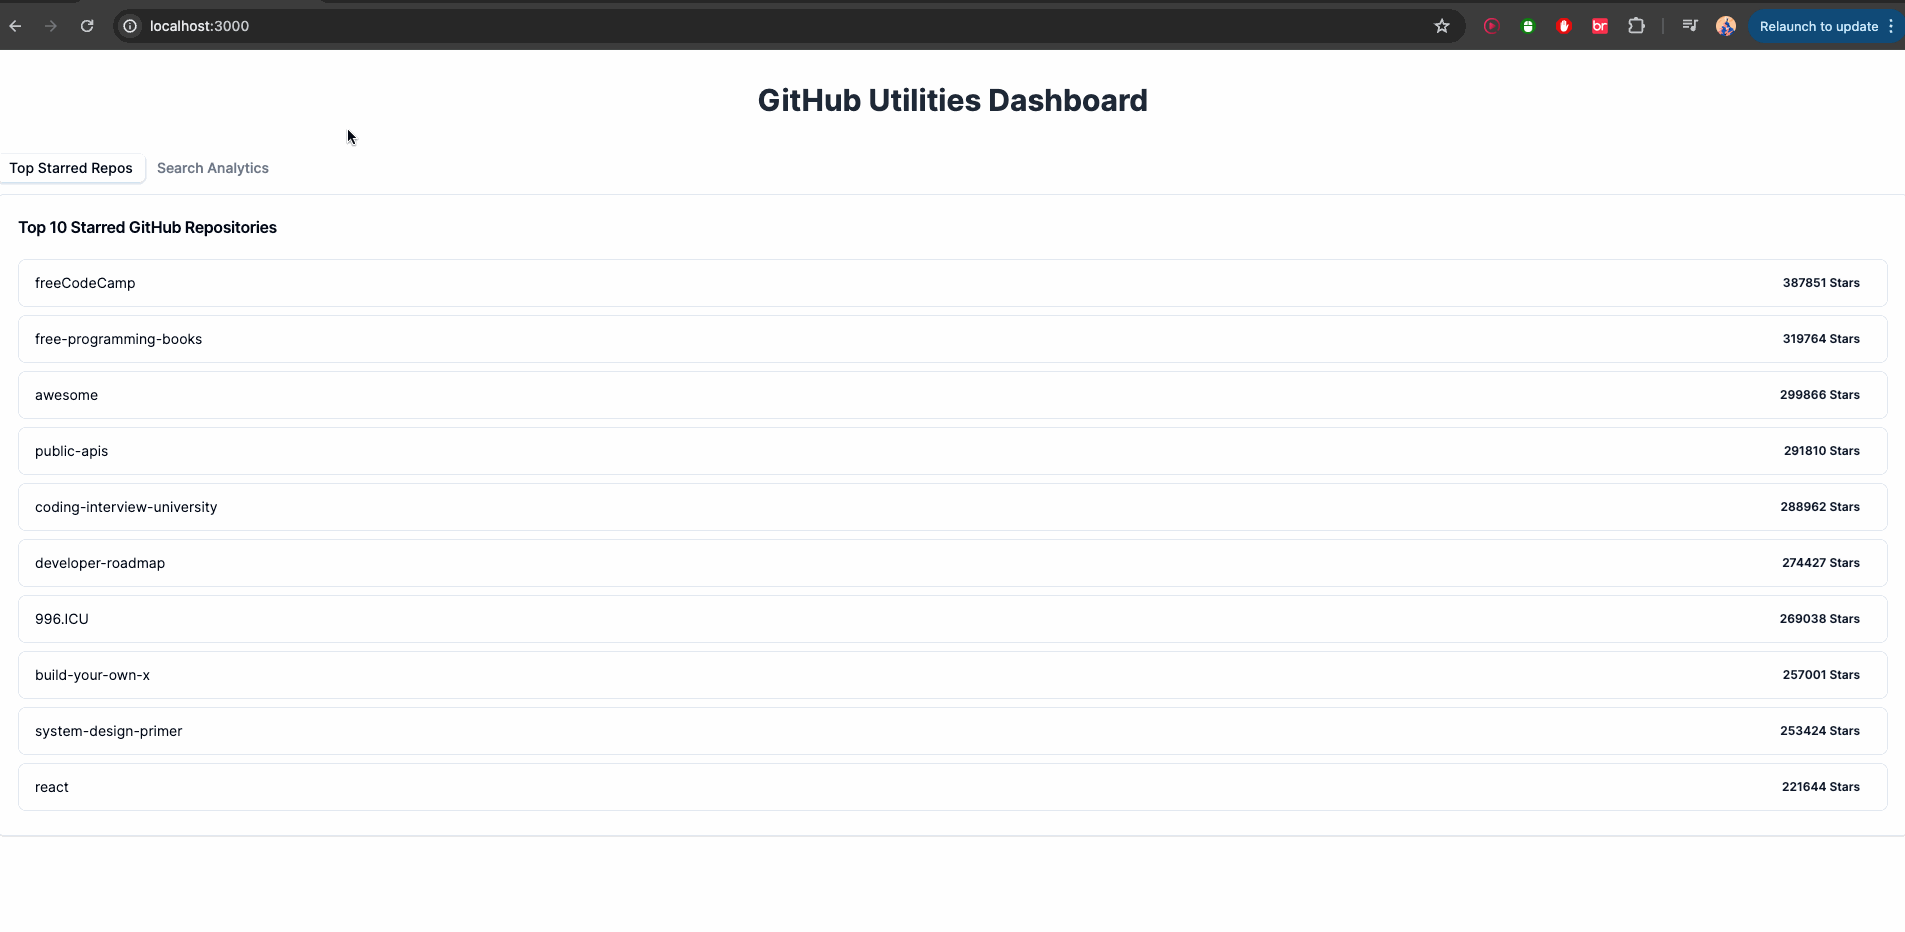 localhost:3000
br
Relaunch to update
GitHub Utilities Dashboard
Top Starred Repos Search Analytics
Top 10 Starred GitHub Repositories
freeCodeCamp 387851 Stars
free-programming-books 319764 Stars
awesome 299866 Stars
public-apis 291810 Stars
coding-interview-university 288962 Stars
developer-roadmap 274427 Stars
996.ICU 269038 Stars
build-your-own-x 257001 Stars
system-design-primer 253424 Stars
react 221644 Stars